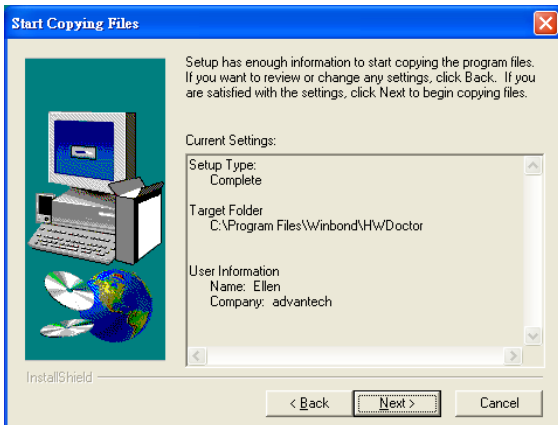 Start Copying Files
Setup has enough information to start copying the program files.
If you want to review or change any settings, click Back. If you
are satisfied with the settings, click Next to begin copying files.
Current Settings:
Setup Type:
Complete
Target Folder
C:\Program Files\Winbond\HWDoctor
User Information
Name: Ellen
Company: advantech
InstallShield
< Back
Next >
Cancel